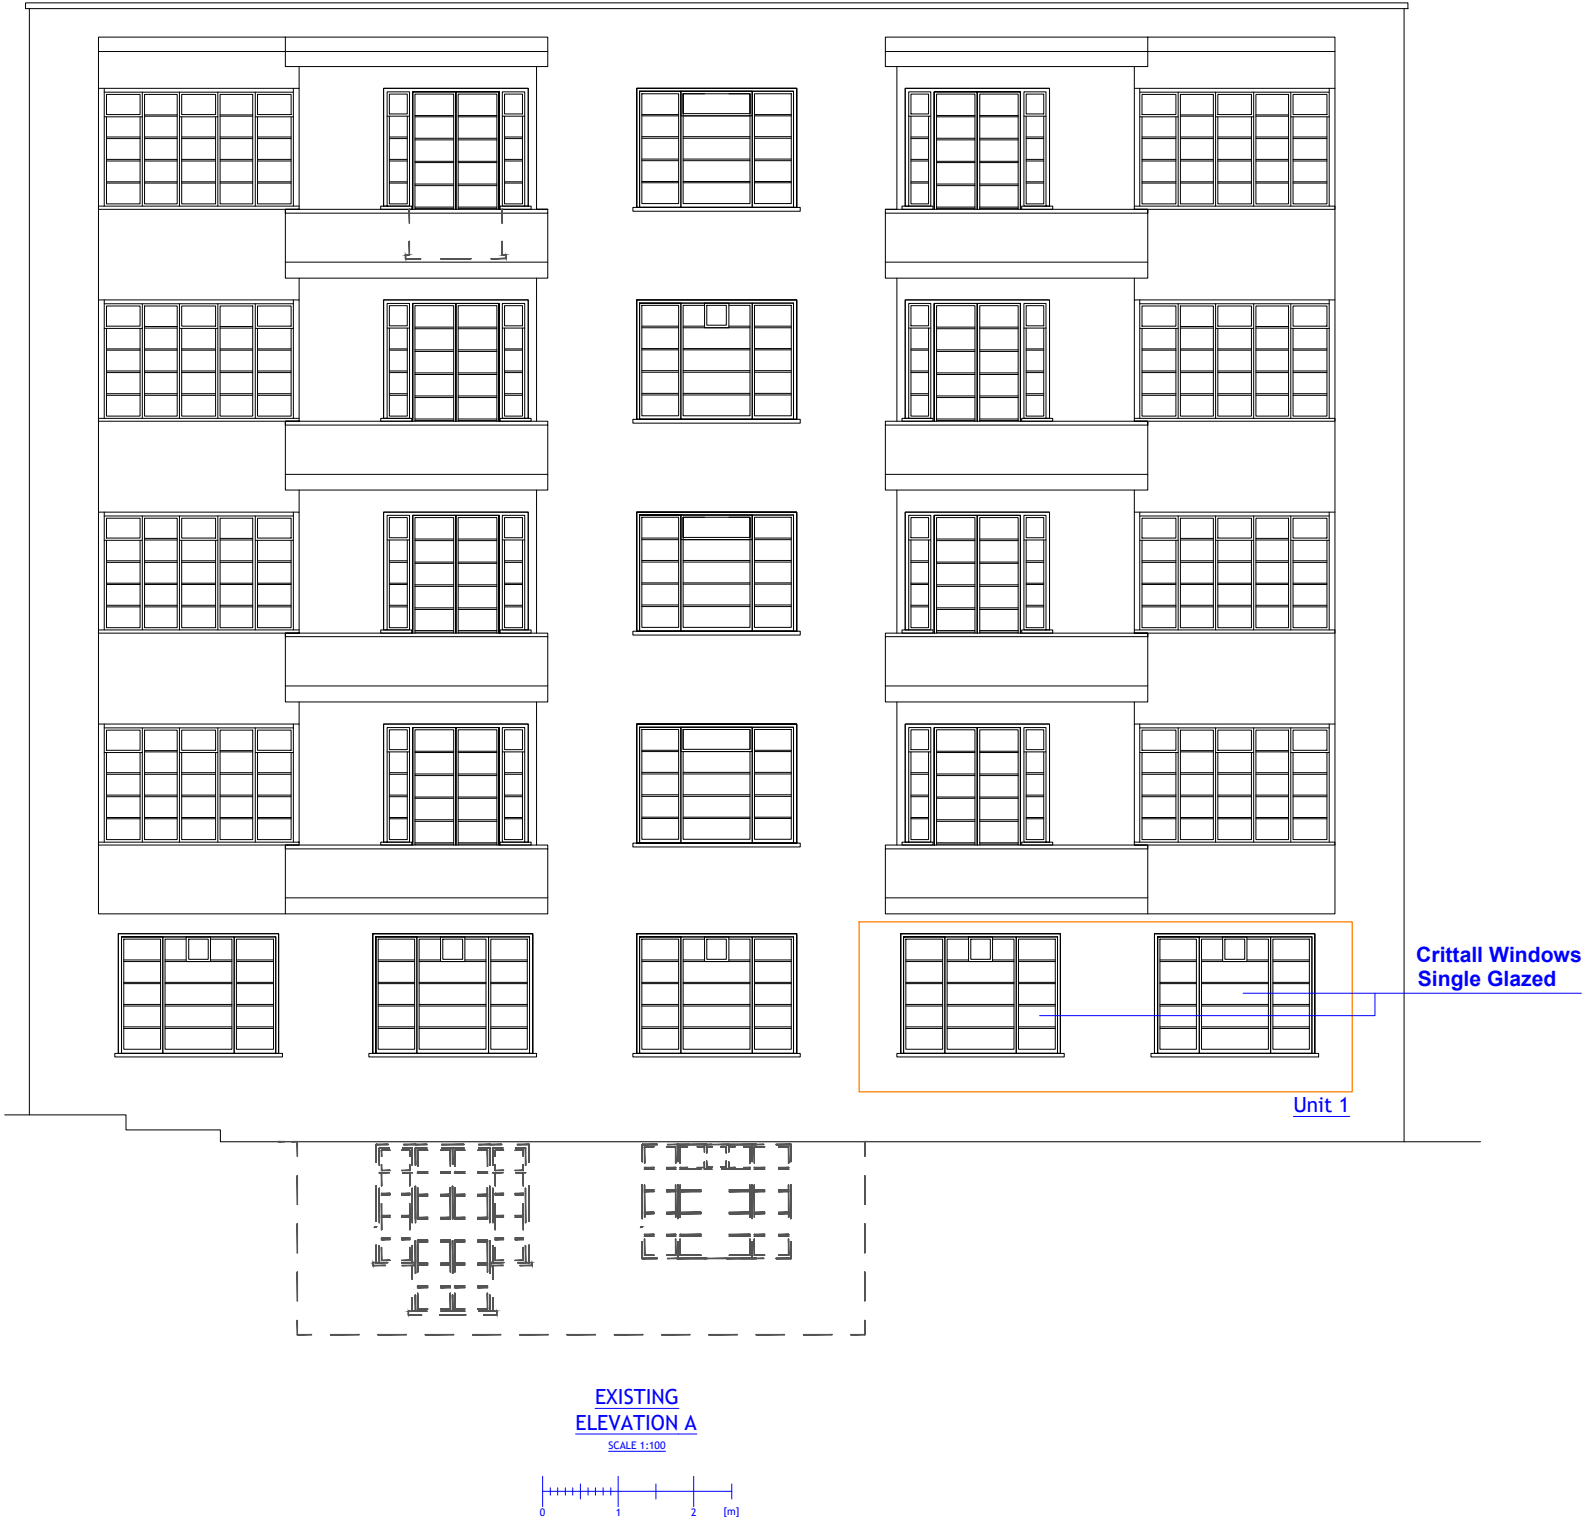 Crittall Windows
Single Glazed
Unit 1
EXISTING
ELEVATION A
SCALE 1:100
0 1 2 [m]